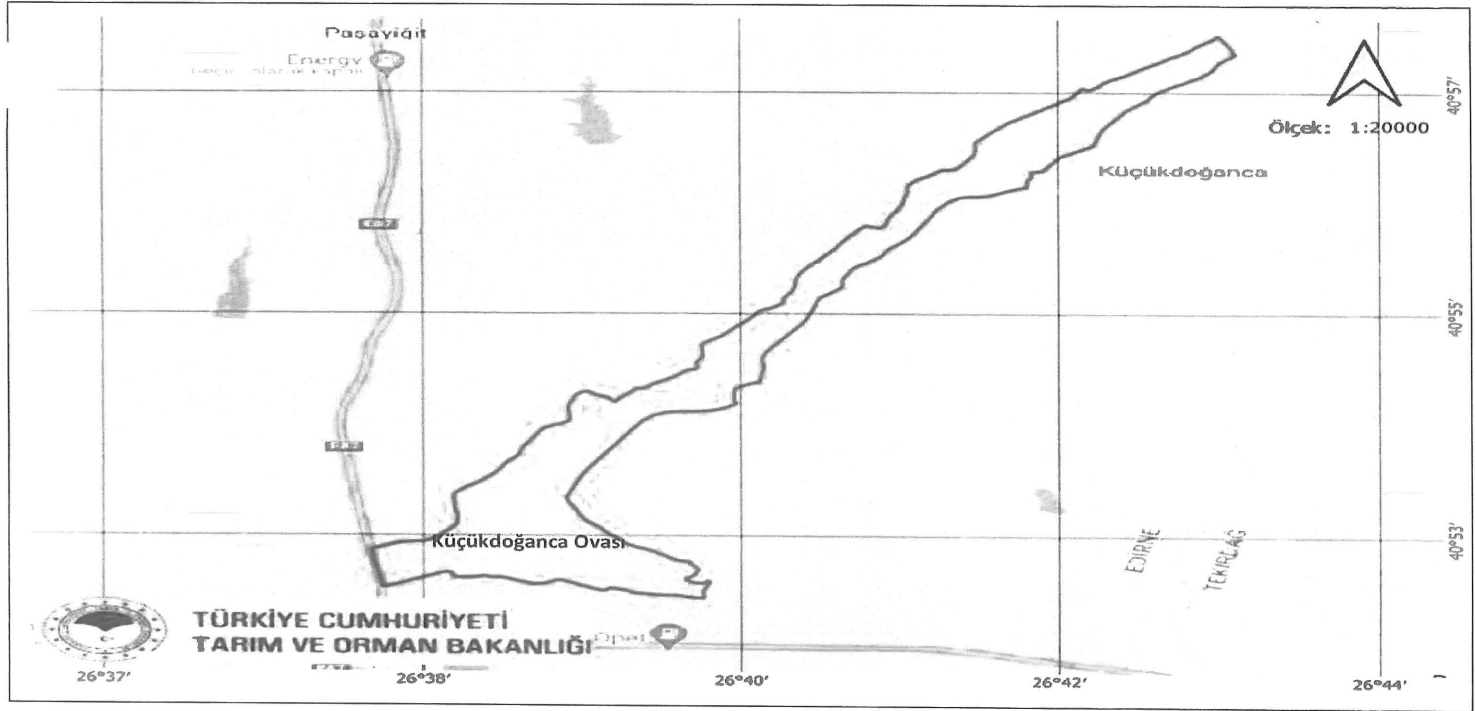 Paşayiğit
Energy
40°57'
Ölçek: 1:20000
Küçükdoğanca
40°55'
Küçükdoğanca Ovası
40°53'
EDİRNE
TEKİRDAĞ
TÜRKİYE CUMHURİYETİ
TARIM VE ORMAN BAKANLIĞI
Opet
26°37'
26°38'
26°40'
26°42'
26°44'